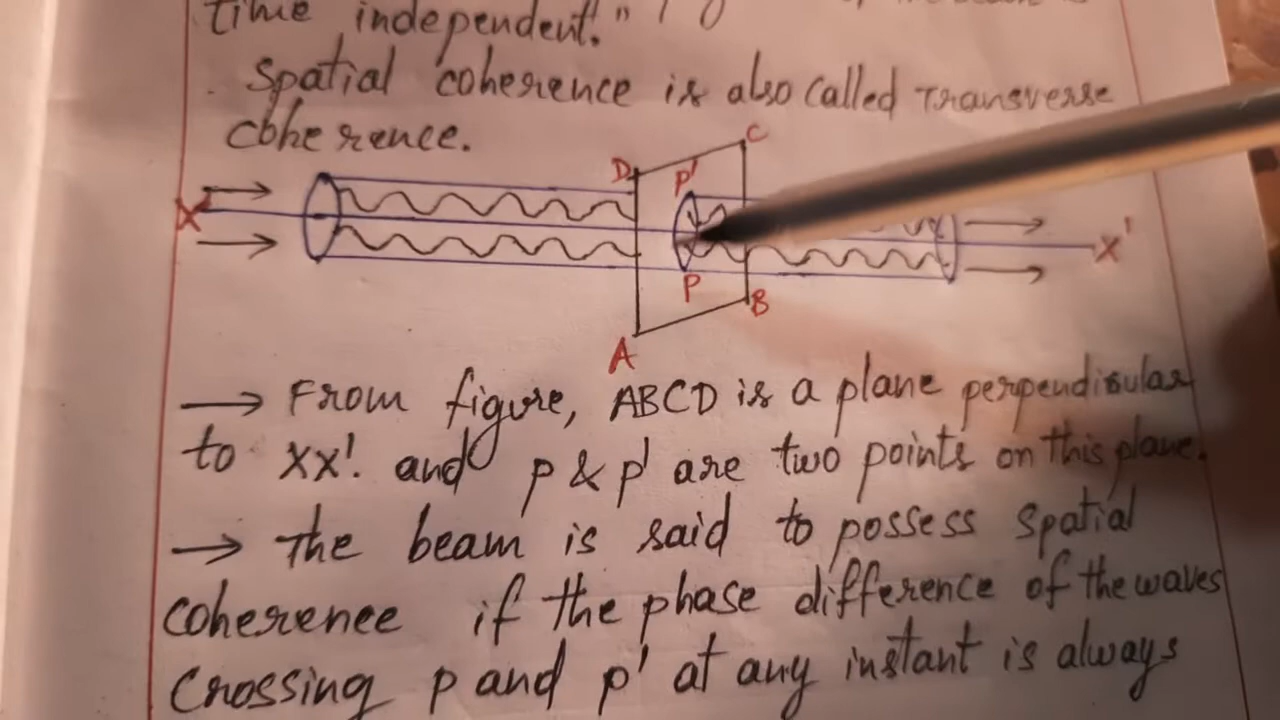 time independent."
. Spatial coherence is also called Transverse
coherence.
D C
P'
X X'
P
B
A
→ From figure, ABCD is a plane perpendicular
to XX'. and P & P' are two points on this plane.
→ The beam is said to possess spatial
coherence if the phase difference of the waves
crossing P and P' at any instant is always